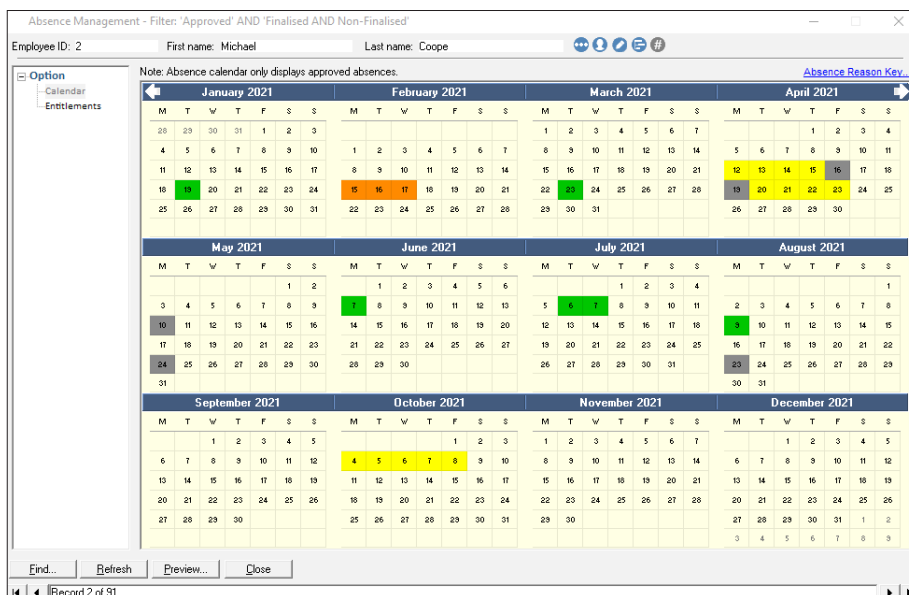 Absence Management - Filter: 'Approved' AND 'Finalised AND Non-Finalised'
Employee ID: 2 First name: Michael Last name: Coope
Option
Calendar
Entitlements
Note: Absence calendar only displays approved absences. Absence Reason Key...
January 2021 February 2021 March 2021 April 2021
M T W T F S S M T W T F S S M T W T F S S M T W T F S S
28 29 30 31 1 2 3 1 2 3 4 5 6 7 1 2 3 4
4 5 6 7 8 9 10 1 2 3 4 5 6 7 8 9 10 11 12 13 14 5 6 7 8 9 10 11
11 12 13 14 15 16 17 8 9 10 11 12 13 14 15 16 17 18 19 20 21 12 13 14 15 16 17 18
18 19 20 21 22 23 24 15 16 17 18 19 20 21 22 23 24 25 26 27 28 19 20 21 22 23 24 25
25 26 27 28 29 30 31 22 23 24 25 26 27 28 29 30 31 26 27 28 29 30
May 2021 June 2021 July 2021 August 2021
M T W T F S S M T W T F S S M T W T F S S M T W T F S S
1 2 1 2 3 4 5 6 1 2 3 4 1
3 4 5 6 7 8 9 7 8 9 10 11 12 13 5 6 7 8 9 10 11 2 3 4 5 6 7 8
10 11 12 13 14 15 16 14 15 16 17 18 19 20 12 13 14 15 16 17 18 9 10 11 12 13 14 15
17 18 19 20 21 22 23 21 22 23 24 25 26 27 19 20 21 22 23 24 25 16 17 18 19 20 21 22
24 25 26 27 28 29 30 28 29 30 26 27 28 29 30 31 23 24 25 26 27 28 29
31 30 31
September 2021 October 2021 November 2021 December 2021
M T W T F S S M T W T F S S M T W T F S S M T W T F S S
1 2 3 4 5 1 2 3 1 2 3 4 5 6 7 1 2 3 4 5
6 7 8 9 10 11 12 4 5 6 7 8 9 10 8 9 10 11 12 13 14 6 7 8 9 10 11 12
13 14 15 16 17 18 19 11 12 13 14 15 16 17 15 16 17 18 19 20 21 13 14 15 16 17 18 19
20 21 22 23 24 25 26 18 19 20 21 22 23 24 22 23 24 25 26 27 28 20 21 22 23 24 25 26
27 28 29 30 25 26 27 28 29 30 31 29 30 27 28 29 30 31 1 2
3 4 5 6 7 8 9
Find... Refresh Preview... Close
Record 2 of 91